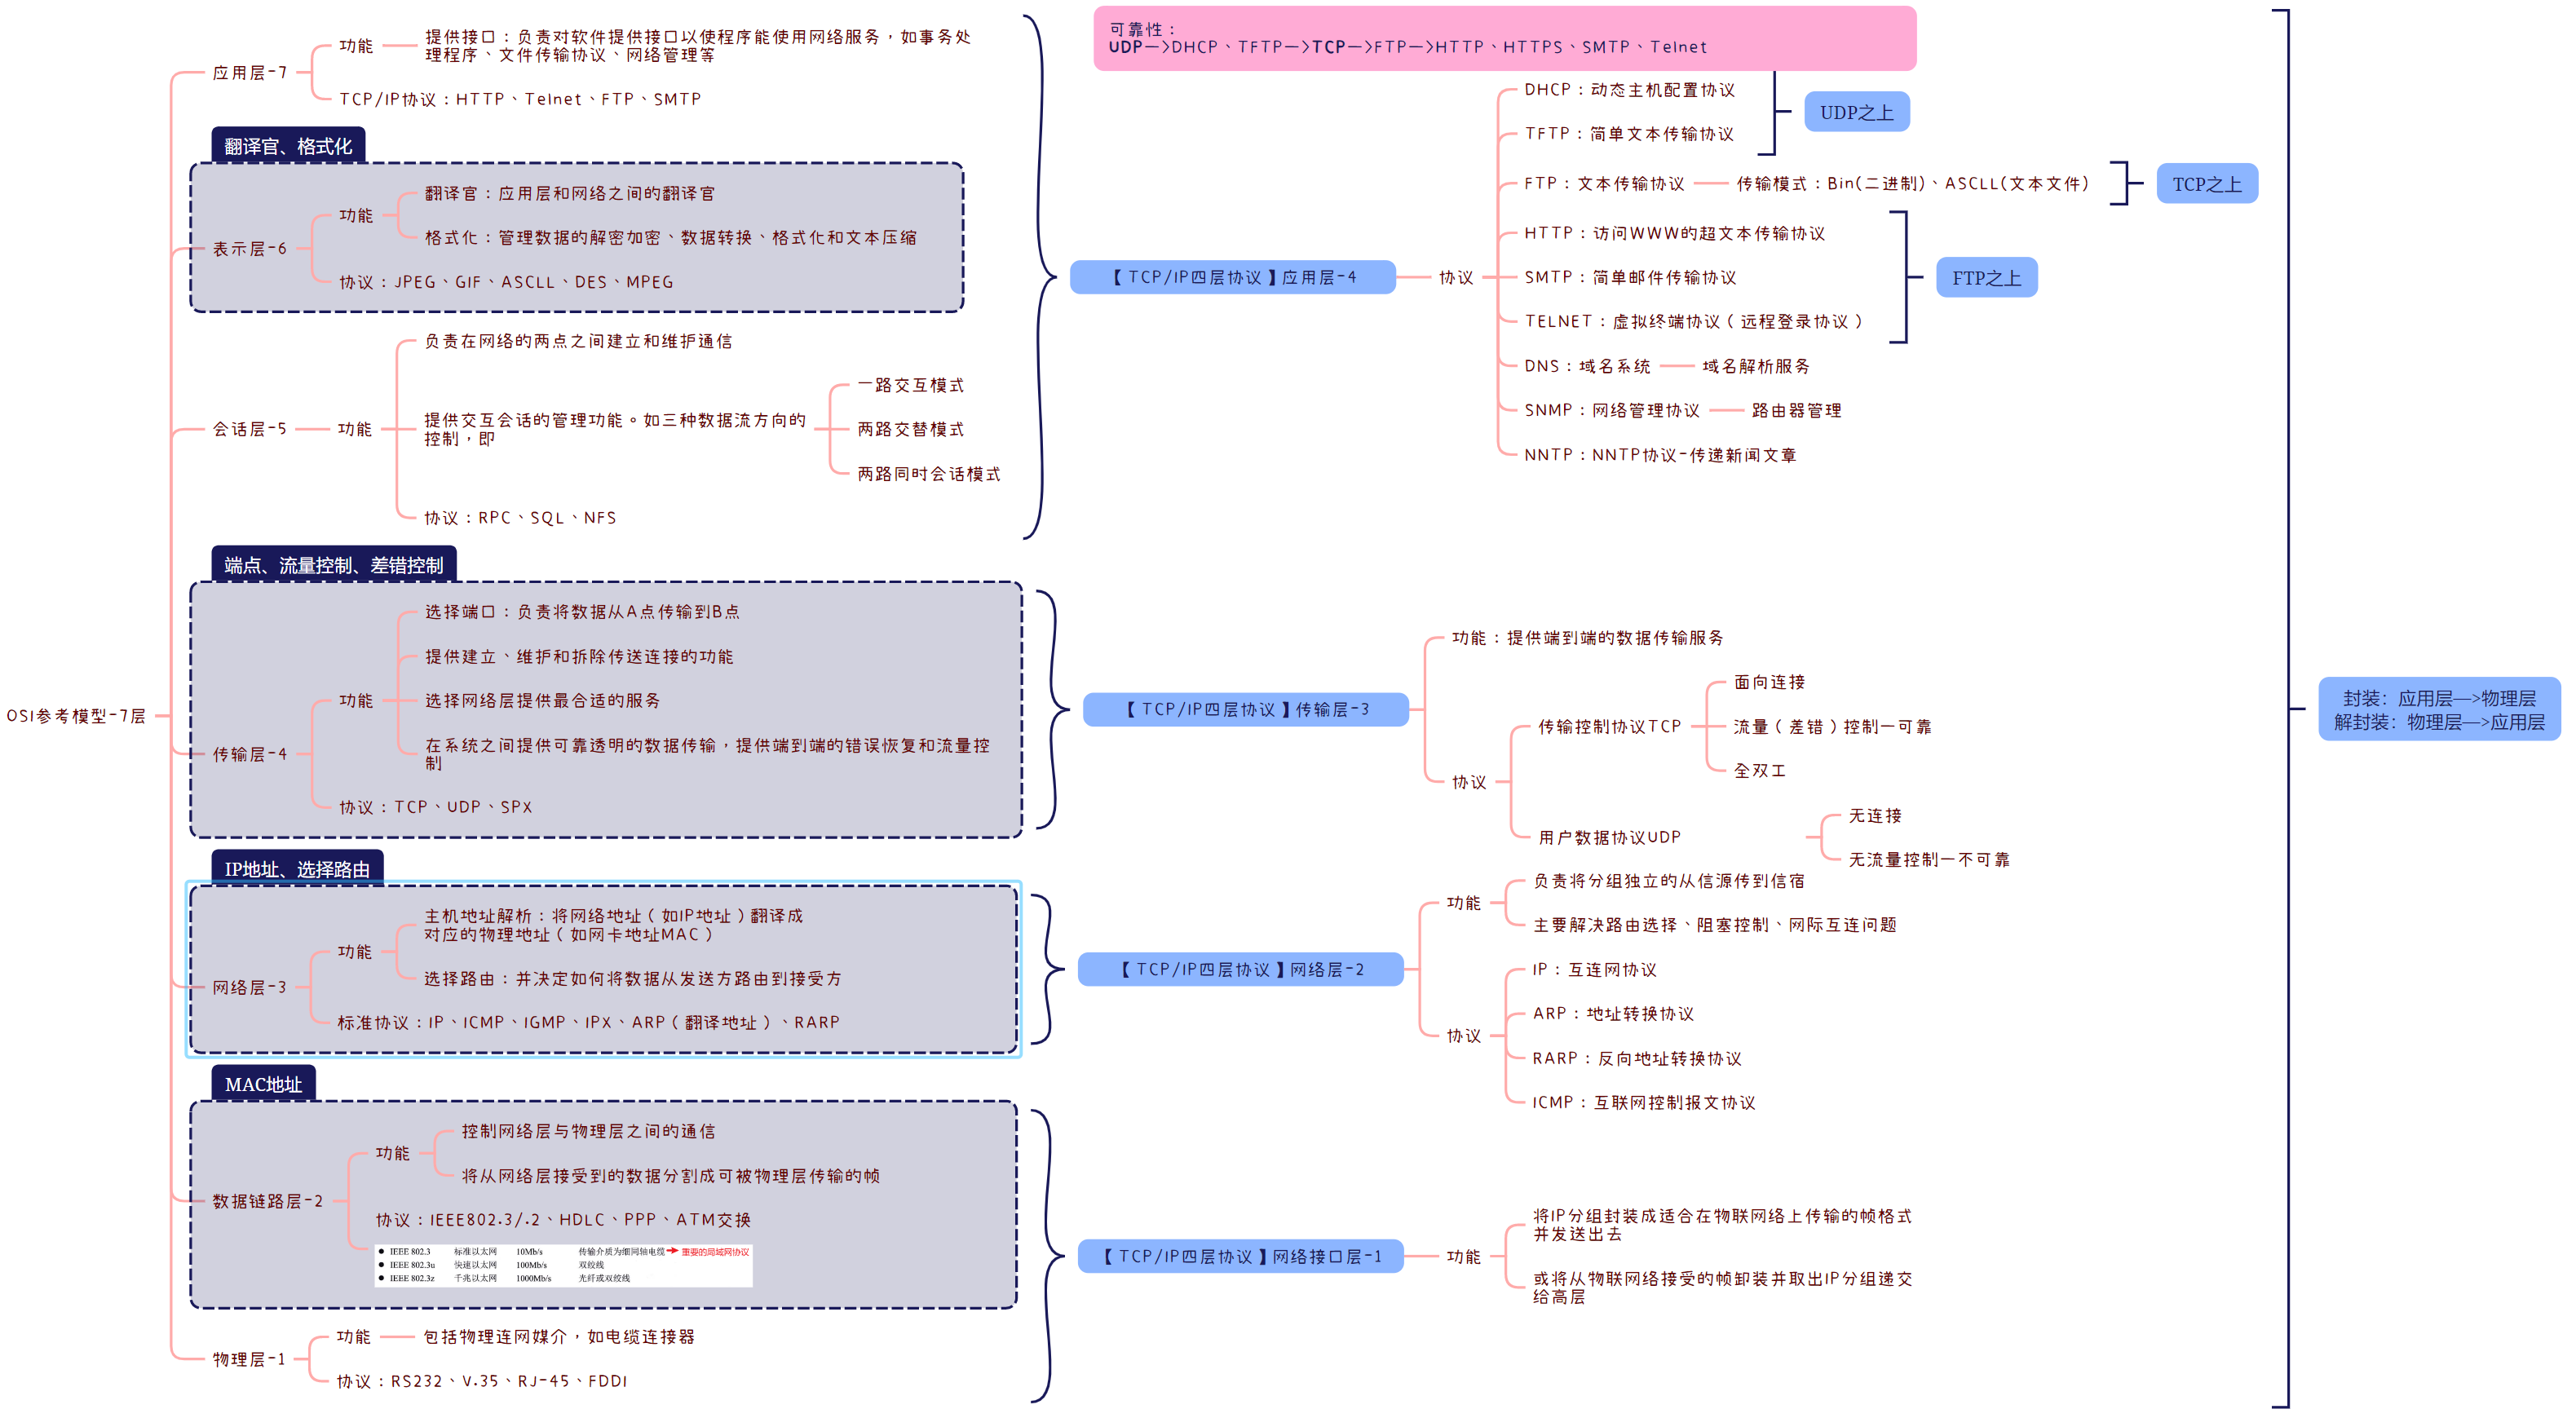 OSI参考模型-7层
应用层-7
功能
提供接口：负责对软件提供接口以使程序能使用网络服务，如事务处
理程序、文件传输协议、网络管理等
TCP/IP协议：HTTP、Telnet、FTP、SMTP
翻译官、格式化
表示层-6
功能
翻译官：应用层和网络之间的翻译官
格式化：管理数据的解密加密、数据转换、格式化和文本压缩
协议：JPEG、GIF、ASCLL、DES、MPEG
会话层-5
功能
负责在网络的两点之间建立和维护通信
提供交互会话的管理功能。如三种数据流方向的
控制，即
一路交互模式
两路交替模式
两路同时会话模式
协议：RPC、SQL、NFS
端点、流量控制、差错控制
传输层-4
功能
选择端口：负责将数据从A点传输到B点
提供建立、维护和拆除传送连接的功能
选择网络层提供最合适的服务
在系统之间提供可靠透明的数据传输，提供端到端的错误恢复和流量控
制
协议：TCP、UDP、SPX
IP地址、选择路由
网络层-3
功能
主机地址解析：将网络地址（如IP地址）翻译成
对应的物理地址（如网卡地址MAC）
选择路由：并决定如何将数据从发送方路由到接受方
标准协议：IP、ICMP、IGMP、IPX、ARP（翻译地址）、RARP
MAC地址
数据链路层-2
功能
控制网络层与物理层之间的通信
将从网络层接受到的数据分割成可被物理层传输的帧
协议：IEEE802.3/.2、HDLC、PPP、ATM交换
● IEEE 802.3 标准以太网 10Mb/s 传输介质为细同轴电缆 重要的局域网协议
● IEEE 802.3u 快速以太网 100Mb/s 双绞线
● IEEE 802.3z 千兆以太网 1000Mb/s 光纤或双绞线
物理层-1
功能
包括物理连网媒介，如电缆连接器
协议：RS232、V.35、RJ-45、FDDI
可靠性：
UDP—>DHCP、TFTP—>TCP—>FTP—>HTTP、HTTPS、SMTP、Telnet
【TCP/IP四层协议】应用层-4
协议
DHCP：动态主机配置协议
TFTP：简单文本传输协议
UDP之上
FTP：文本传输协议
传输模式：Bin(二进制)、ASCLL(文本文件)
TCP之上
HTTP：访问WWW的超文本传输协议
SMTP：简单邮件传输协议
TELNET：虚拟终端协议（远程登录协议）
FTP之上
DNS：域名系统
域名解析服务
SNMP：网络管理协议
路由器管理
NNTP：NNTP协议-传递新闻文章
【TCP/IP四层协议】传输层-3
功能：提供端到端的数据传输服务
协议
传输控制协议TCP
面向连接
流量（差错）控制—可靠
全双工
用户数据协议UDP
无连接
无流量控制—不可靠
【TCP/IP四层协议】网络层-2
功能
负责将分组独立的从信源传到信宿
主要解决路由选择、阻塞控制、网际互连问题
协议
IP：互连网协议
ARP：地址转换协议
RARP：反向地址转换协议
ICMP：互联网控制报文协议
【TCP/IP四层协议】网络接口层-1
功能
将IP分组封装成适合在物联网络上传输的帧格式
并发送出去
或将从物联网络接受的帧卸装并取出IP分组递交
给高层
封装：应用层—>物理层
解封装：物理层—>应用层